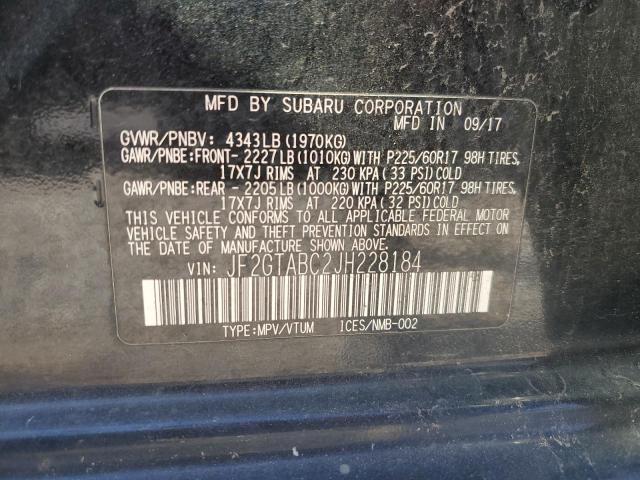 MFD BY SUBARU CORPORATION
MFD IN 09/17
GVWR/PNBV: 4343LB (1970KG)
GAWR/PNBE:FRONT- 2227LB (1010KG) WITH P225/60R17 98H TIRES,
17X7J RIMS AT 230 KPA (33 PSI) COLD
GAWR/PNBE:REAR - 2205LB (1000KG) WITH P225/60R17 98H TIRES,
17X7J RIMS AT 220 KPA (32 PSI) COLD
THIS VEHICLE CONFORMS TO ALL APPLICABLE FEDERAL MOTOR
VEHICLE SAFETY AND THEFT PREVENTION STANDARDS IN EFFECT ON
THE DATE OF MANUFACTURE SHOWN ABOVE.
VIN: JF2GTABC2JH228184
TYPE:MPV/VTUM ICES/NMB-002